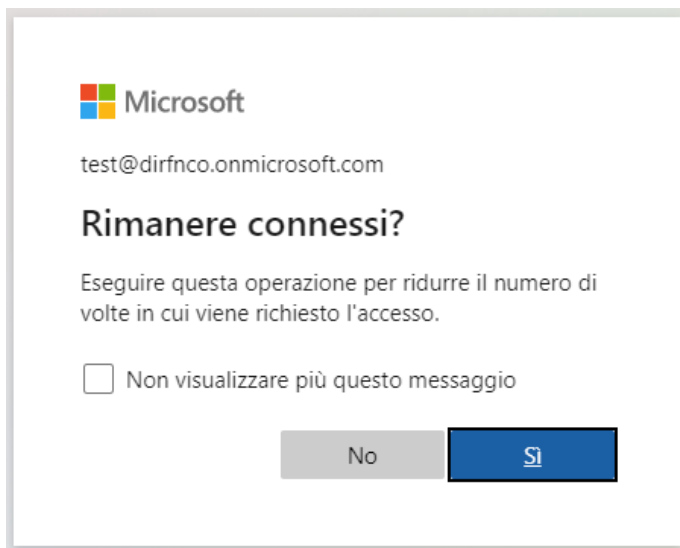 Microsoft
test@dirfnco.onmicrosoft.com
Rimanere connessi?
Eseguire questa operazione per ridurre il numero di
volte in cui viene richiesto l'accesso.
Non visualizzare più questo messaggio
No
Sì